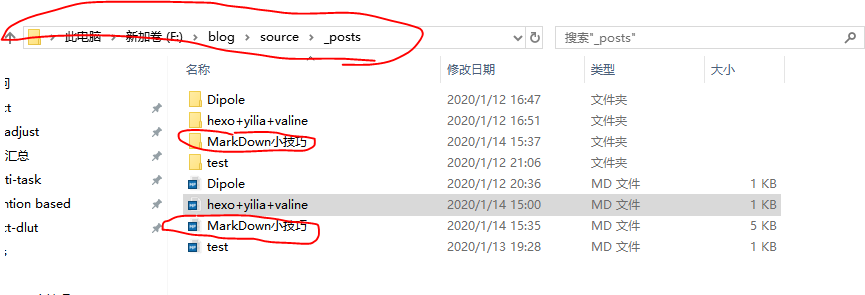 此电脑 > 新加卷 (F:) > blog > source > _posts 搜索"_posts"
名称 修改日期 类型 大小
Dipole 2020/1/12 16:47 文件夹
hexo+yilia+valine 2020/1/12 16:51 文件夹
MarkDown小技巧 2020/1/14 15:37 文件夹
test 2020/1/12 21:06 文件夹
Dipole 2020/1/12 20:36 MD 文件 1 KB
hexo+yilia+valine 2020/1/14 15:00 MD 文件 1 KB
MarkDown小技巧 2020/1/14 15:35 MD 文件 5 KB
test 2020/1/13 19:28 MD 文件 1 KB
间
ct
adjust
汇总
ti-task
ntion based
ct-dlut
s